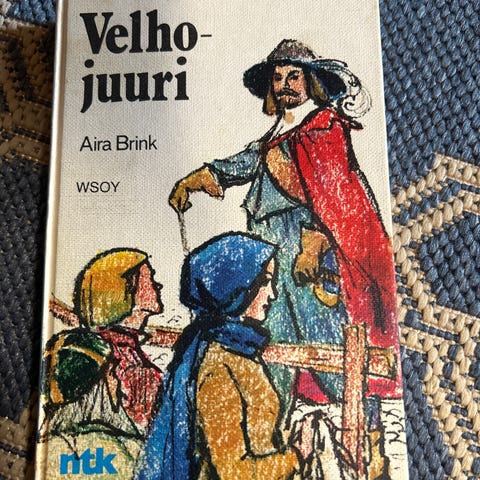 Velho-
juuri
Aira Brink
WSOY
ntk